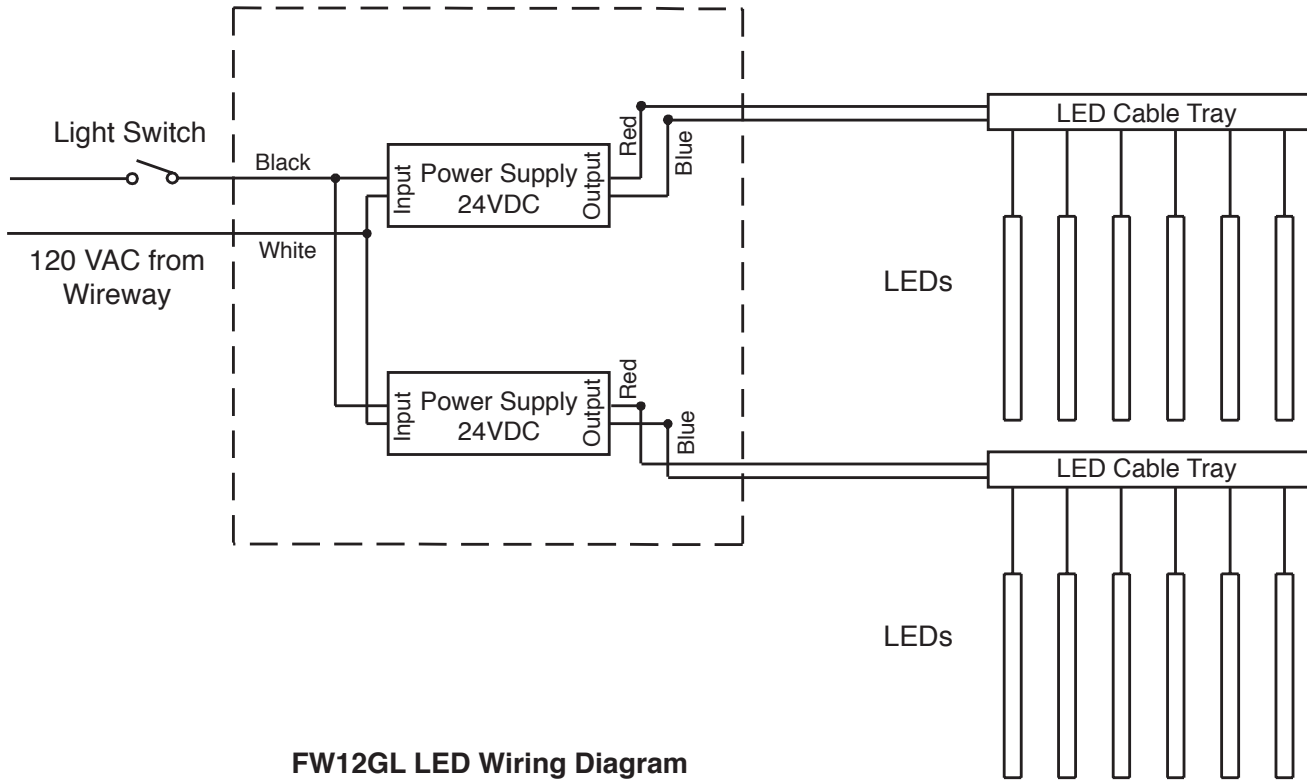 Light Switch
Black
White
120 VAC from
Wireway
Input
Power Supply
24VDC
Output
Red
Blue
LED Cable Tray
LEDs
Input
Power Supply
24VDC
Output
Red
Blue
LED Cable Tray
LEDs
FW12GL LED Wiring Diagram